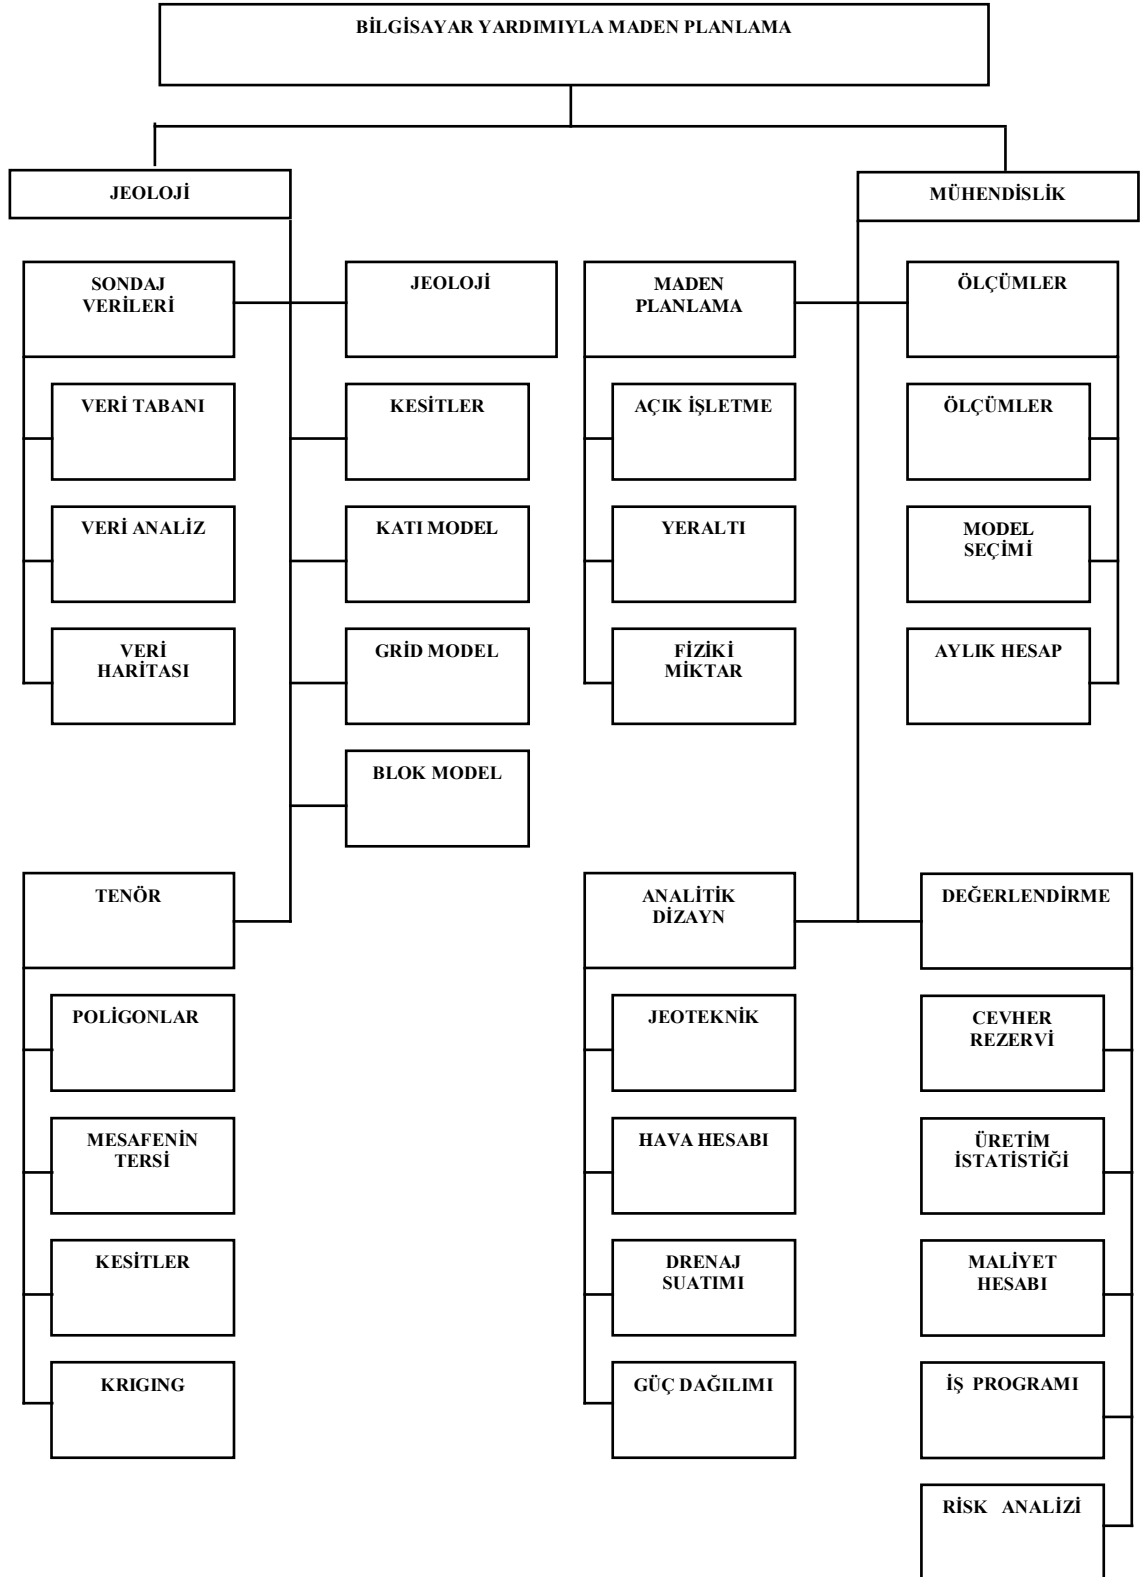 BİLGİSAYAR YARDIMIYLA MADEN PLANLAMA
JEOLOJİ
MÜHENDİSLİK
SONDAJ
VERİLERİ
JEOLOJİ
MADEN
PLANLAMA
ÖLÇÜMLER
VERİ TABANI
KESİTLER
AÇIK İŞLETME
ÖLÇÜMLER
VERİ ANALİZ
KATI MODEL
YERALTI
MODEL
SEÇİMİ
VERİ
HARİTASI
GRİD MODEL
FİZİKİ
MİKTAR
AYLIK HESAP
BLOK MODEL
TENÖR
ANALİTİK
DİZAYN
DEĞERLENDİRME
POLİGONLAR
JEOTEKNİK
CEVHER
REZERVİ
MESAFENİN
TERSİ
HAVA HESABI
ÜRETİM
İSTATİSTİĞİ
KESİTLER
DRENAJ
SUATIMI
MALİYET
HESABI
KRIGING
GÜÇ DAĞILIMI
İŞ PROGRAMI
RİSK ANALİZİ